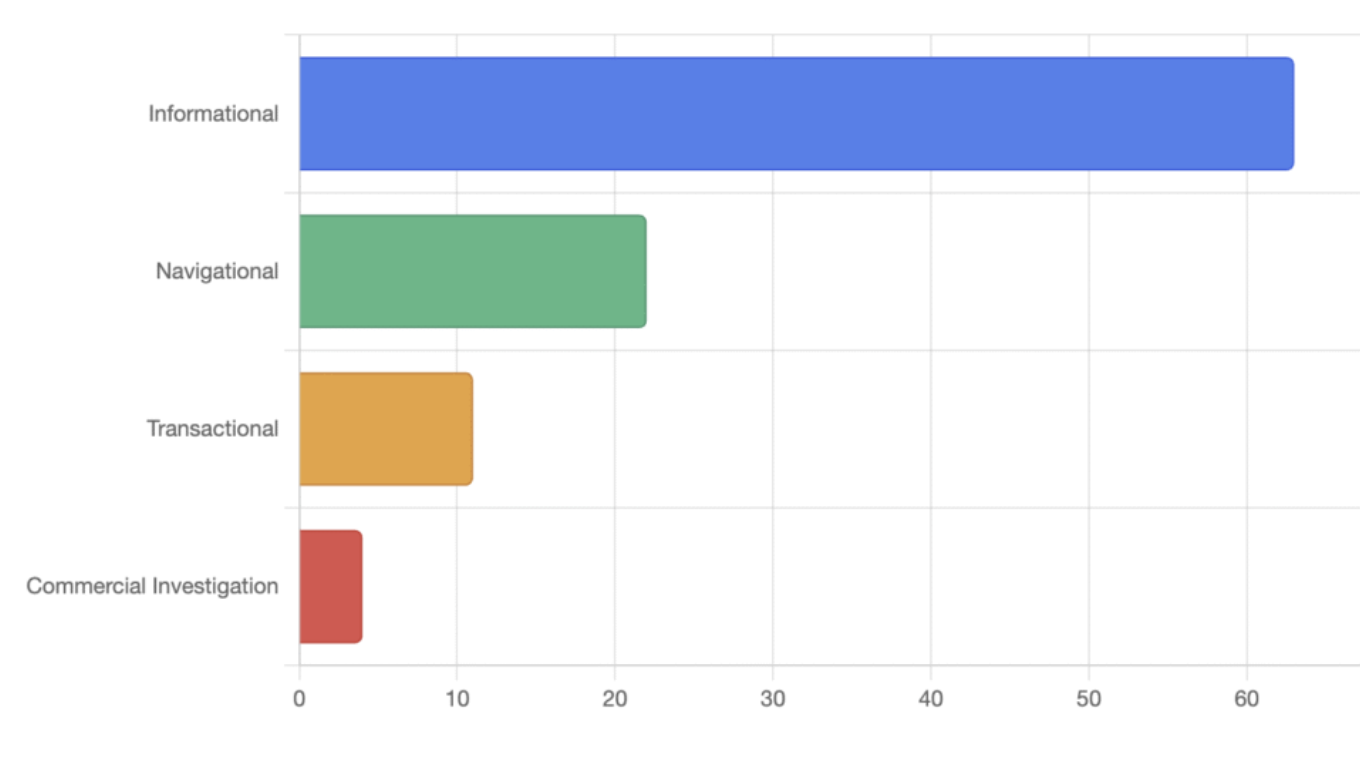 Informational
Navigational
Transactional
Commercial Investigation
0 10 20 30 40 50 60